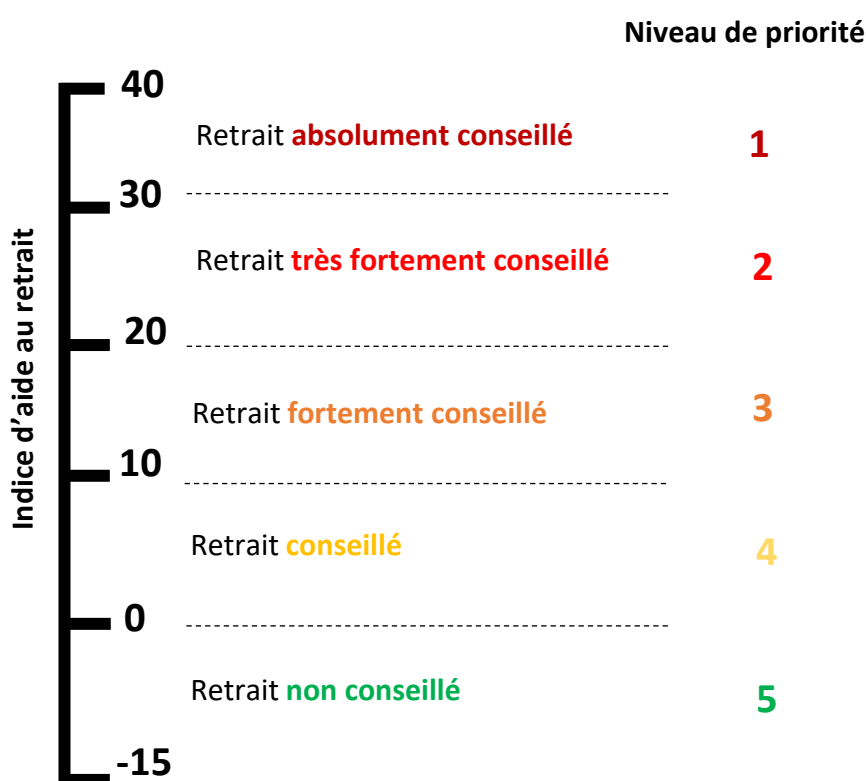 Niveau de priorité
40
Retrait absolument conseillé
1
30
Retrait très fortement conseillé
2
Indice d’aide au retrait
20
Retrait fortement conseillé
3
10
Retrait conseillé
4
0
Retrait non conseillé
5
-15